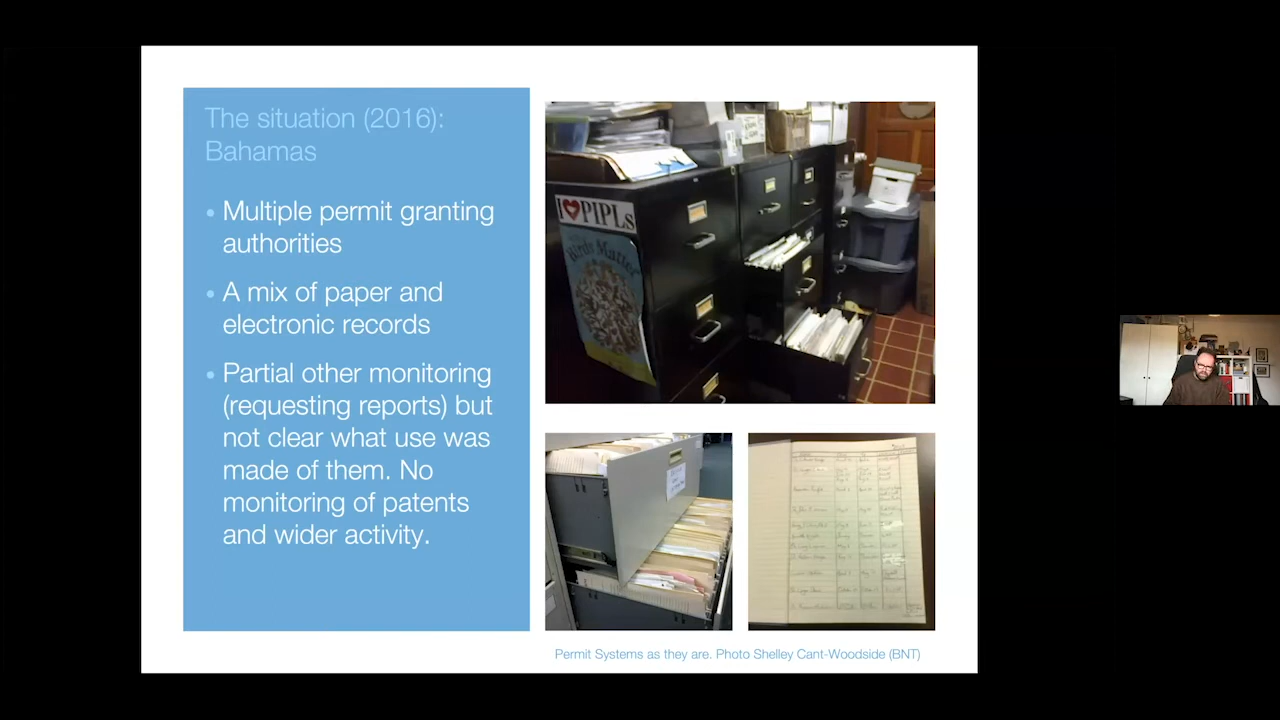 The situation (2016):
Bahamas
• Multiple permit granting
authorities
• A mix of paper and
electronic records
• Partial other monitoring
(requesting reports) but
not clear what use was
made of them. No
monitoring of patents
and wider activity.
I ♥ PIPLs
Birds Matter
Permit Systems as they are. Photo Shelley Cant-Woodside (BNT)